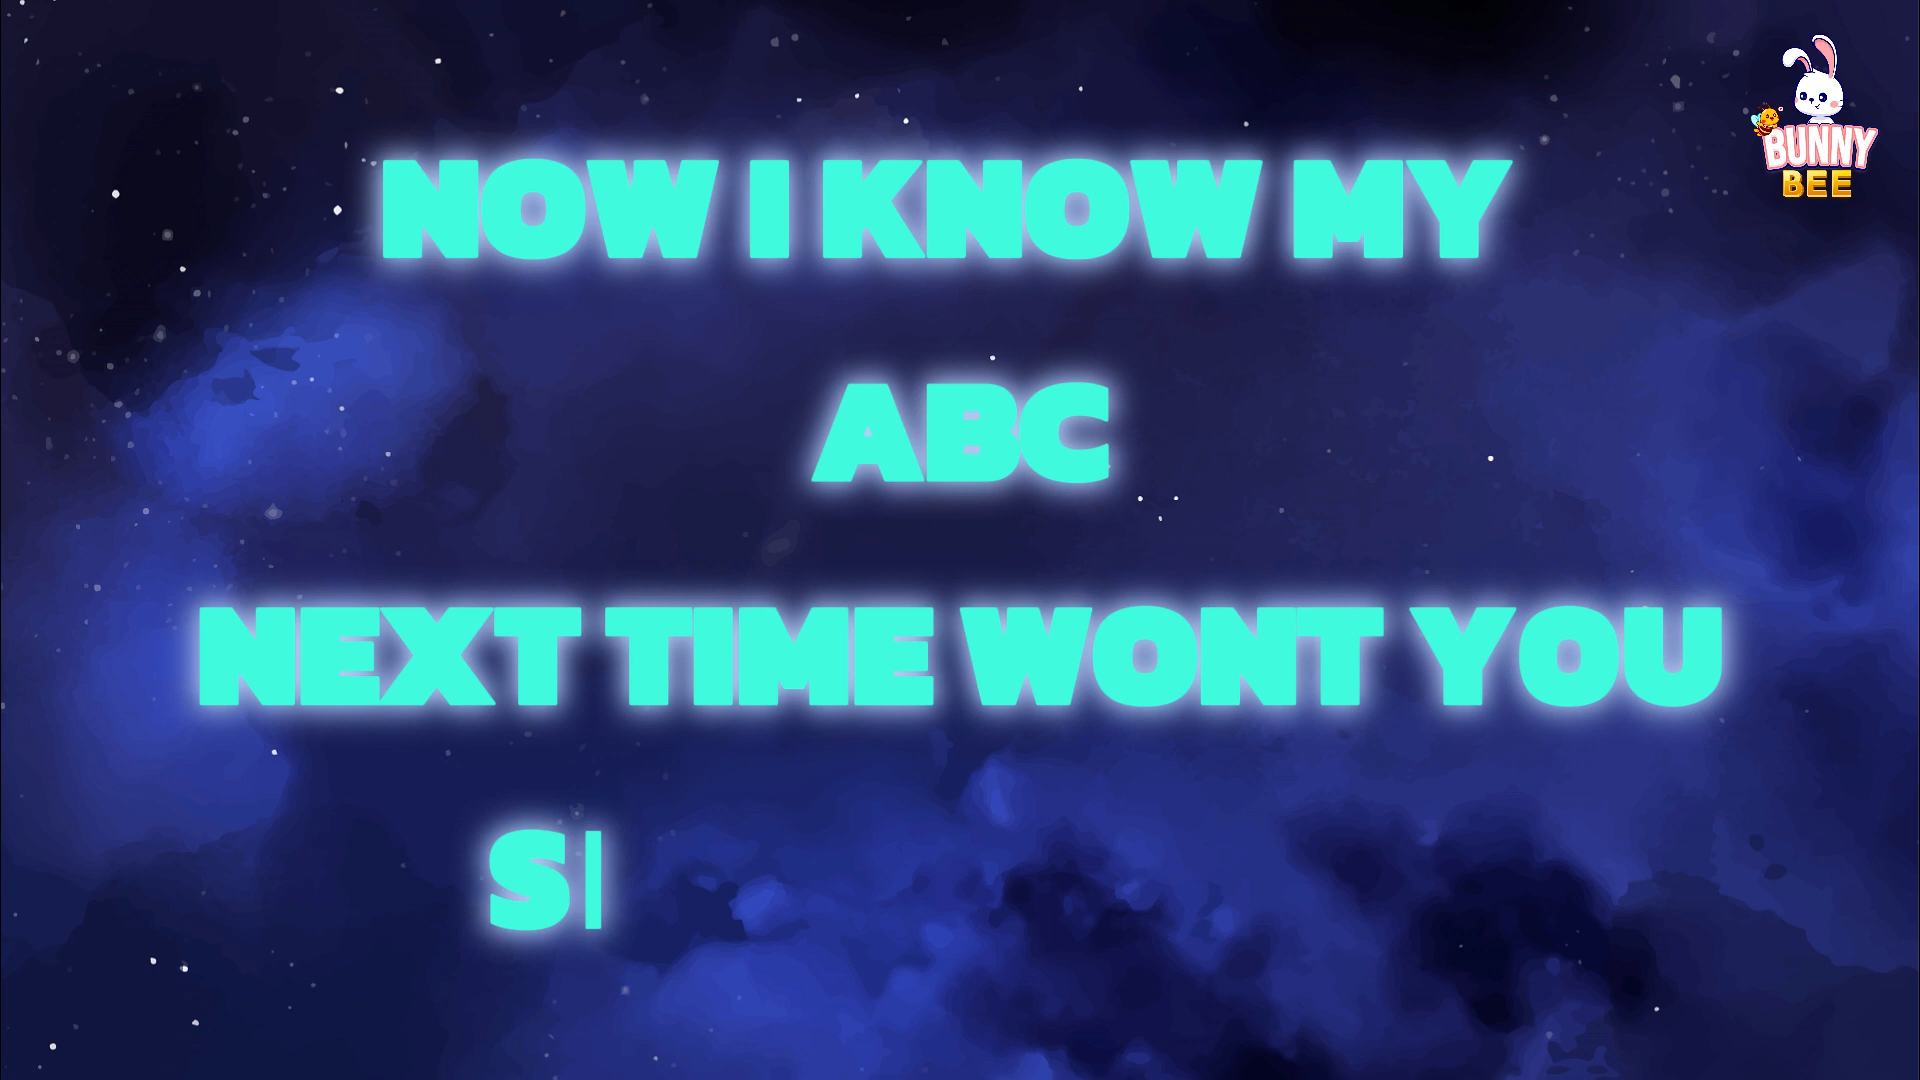 NOW I KNOW MY
ABC
NEXT TIME WONT YOU
S
BUNNY
BEE